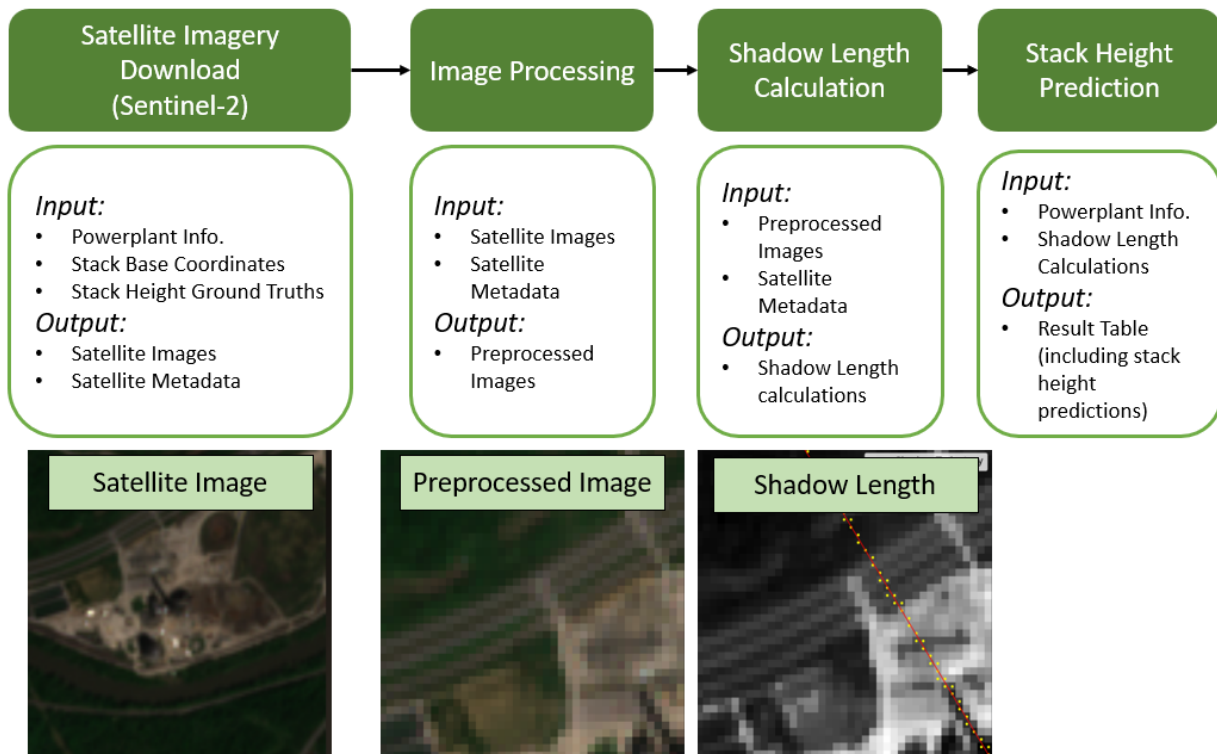 Satellite Imagery
Download
(Sentinel-2)
Image Processing
Shadow Length
Calculation
Stack Height
Prediction
Input:
• Powerplant Info.
• Stack Base Coordinates
• Stack Height Ground Truths
Output:
• Satellite Images
• Satellite Metadata
Input:
• Satellite Images
• Satellite
Metadata
Output:
• Preprocessed
Images
Input:
• Preprocessed
Images
• Satellite
Metadata
Output:
• Shadow Length
calculations
Input:
• Powerplant Info.
• Shadow Length
Calculations
Output:
• Result Table
(including stack
height
predictions)
Satellite Image
Preprocessed Image
Shadow Length